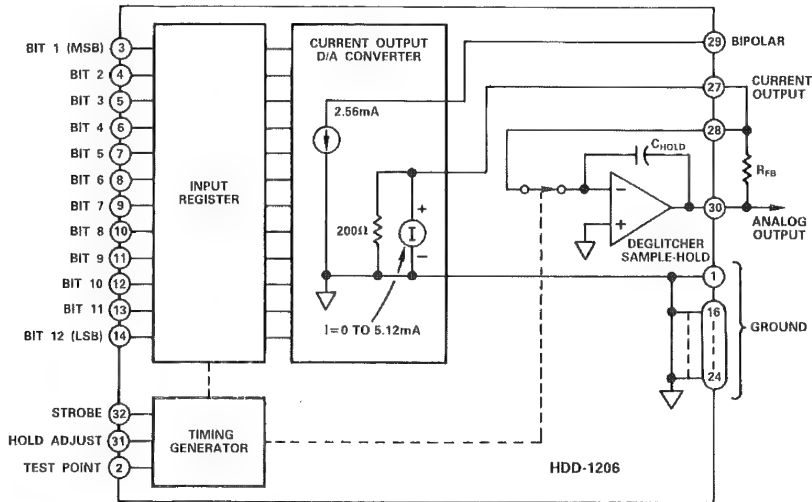 BIT 1 (MSB) 3
BIT 2 4
BIT 3 5
BIT 4 6
BIT 5 7
BIT 6 8
BIT 7 9
BIT 8 10
BIT 9 11
BIT 10 12
BIT 11 13
BIT 12 (LSB) 14
STROBE 32
HOLD ADJUST 31
TEST POINT 2
INPUT
REGISTER
TIMING
GENERATOR
CURRENT OUTPUT
D/A CONVERTER
2.56mA
200Ω
+
I
−
I = 0 TO 5.12mA
CHOLD
−
+
DEGLITCHER
SAMPLE-HOLD
29 BIPOLAR
27 CURRENT
OUTPUT
28
RFB
30
ANALOG
OUTPUT
1
16
24
GROUND
HDD-1206